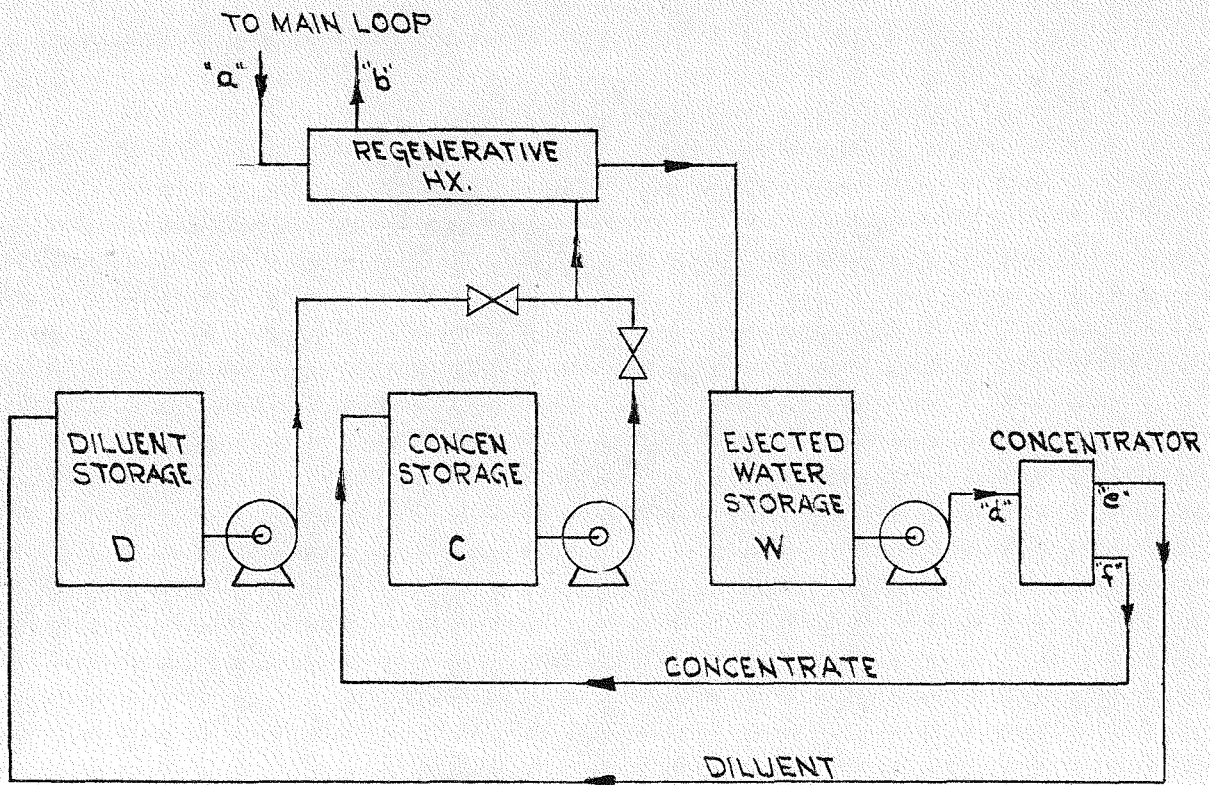 TO MAIN LOOP
"a"
"b"
REGENERATIVE
HX.
DILUENT
STORAGE
D
CONCEN
STORAGE
C
EJECTED
WATER
STORAGE
W
CONCENTRATOR
"d"
"e"
"f"
CONCENTRATE
DILUENT